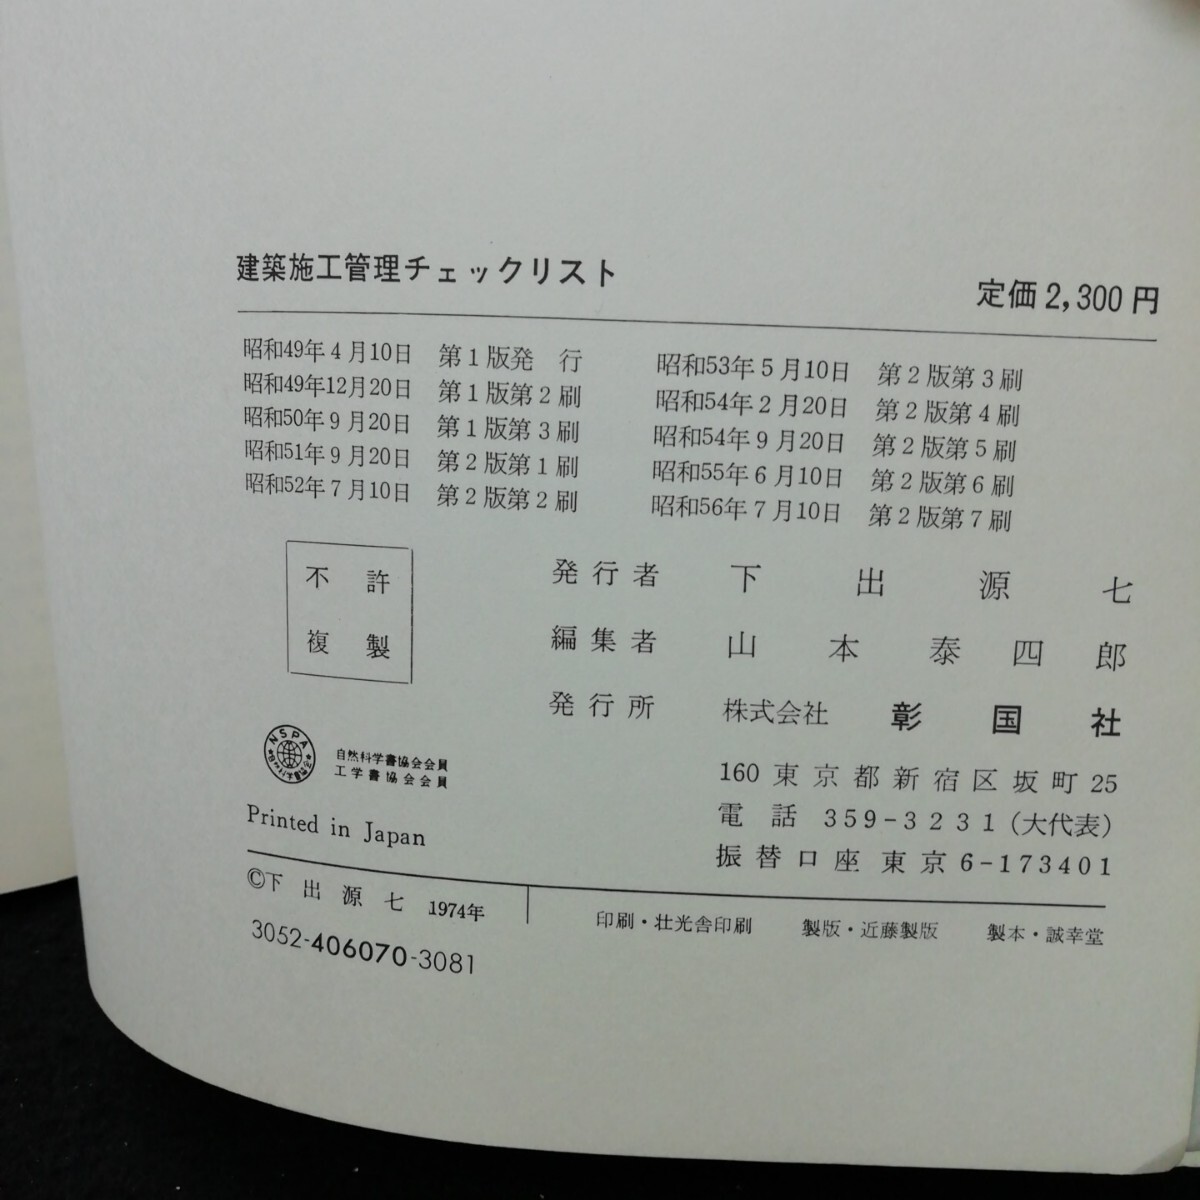 建築施工管理チェックリスト
定価2,300円
昭和49年4月10日 第1版発 行
昭和49年12月20日 第1版第2刷
昭和50年9月20日 第1版第3刷
昭和51年9月20日 第2版第1刷
昭和52年7月10日 第2版第2刷
昭和53年5月10日 第2版第3刷
昭和54年2月20日 第2版第4刷
昭和54年9月20日 第2版第5刷
昭和55年6月10日 第2版第6刷
昭和56年7月10日 第2版第7刷
不許
複製
発行者 下出源七
編集者 山本泰四郎
発行所 株式会社 彰国社
160 東京都新宿区坂町25
電話 359-3231(大代表)
振替口座 東京6-173401
NSPA
自然科学書協会会員
工学書協会会員
Printed in Japan
©下出源七 1974年
印刷・壮光舎印刷 製版・近藤製版 製本・誠幸堂
3052-406070-3081